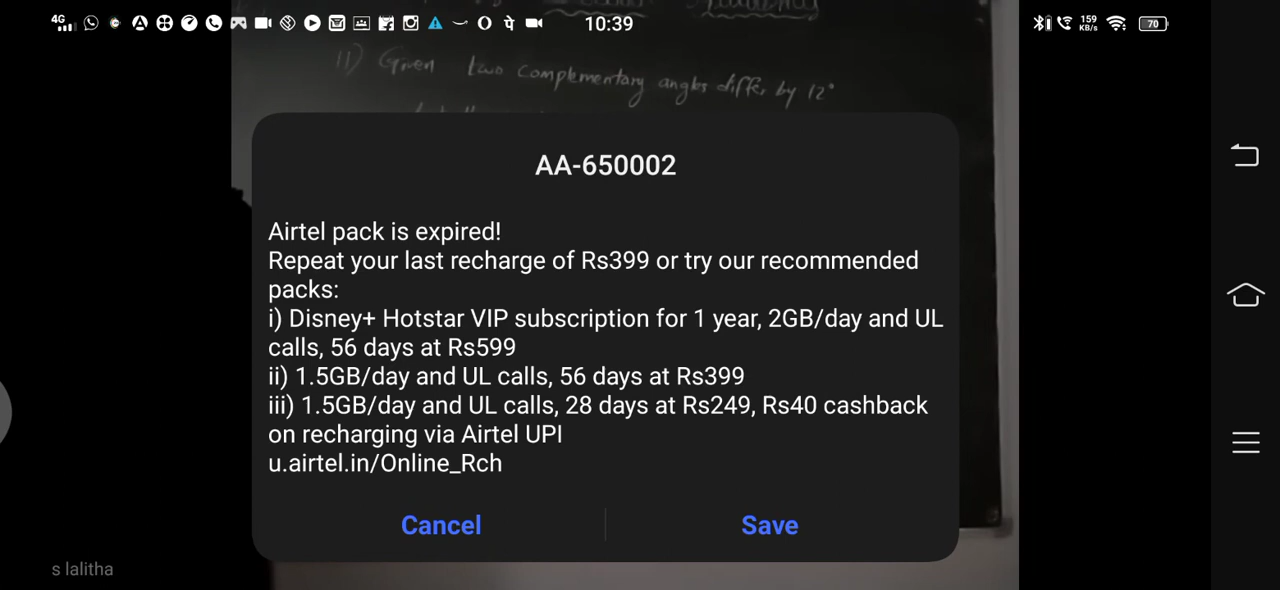 4G
10:39
159
KB/s
70
11) Given two complementary angles differ by 12°
AA-650002
Airtel pack is expired!
Repeat your last recharge of Rs399 or try our recommended
packs:
i) Disney+ Hotstar VIP subscription for 1 year, 2GB/day and UL
calls, 56 days at Rs599
ii) 1.5GB/day and UL calls, 56 days at Rs399
iii) 1.5GB/day and UL calls, 28 days at Rs249, Rs40 cashback
on recharging via Airtel UPI
u.airtel.in/Online_Rch
Cancel
Save
s lalitha